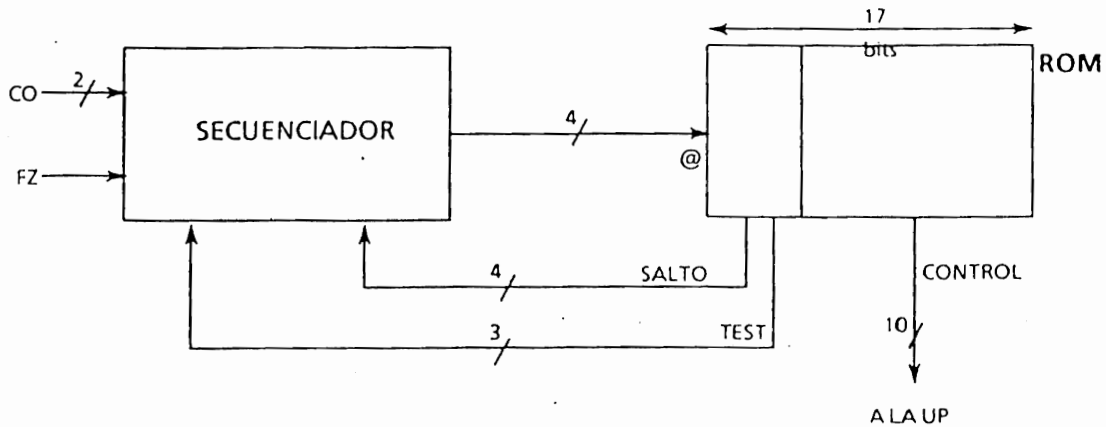 17
bits
ROM
CO
2
SECUENCIADOR
4
@
FZ
4
SALTO
CONTROL
3
TEST
10
A LA UP